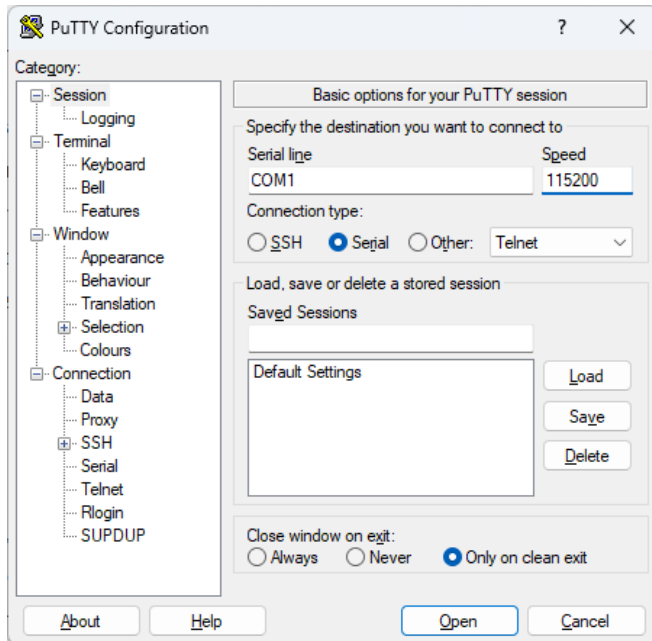 PuTTY Configuration
?
Category:
Session
Logging
Terminal
Keyboard
Bell
Features
Window
Appearance
Behaviour
Translation
Selection
Colours
Connection
Data
Proxy
SSH
Serial
Telnet
Rlogin
SUPDUP
Basic options for your PuTTY session
Specify the destination you want to connect to
Serial line Speed
COM1 115200
Connection type:
SSH Serial Other: Telnet
Load, save or delete a stored session
Saved Sessions
Default Settings
Load
Save
Delete
Close window on exit:
Always Never Only on clean exit
About Help Open Cancel